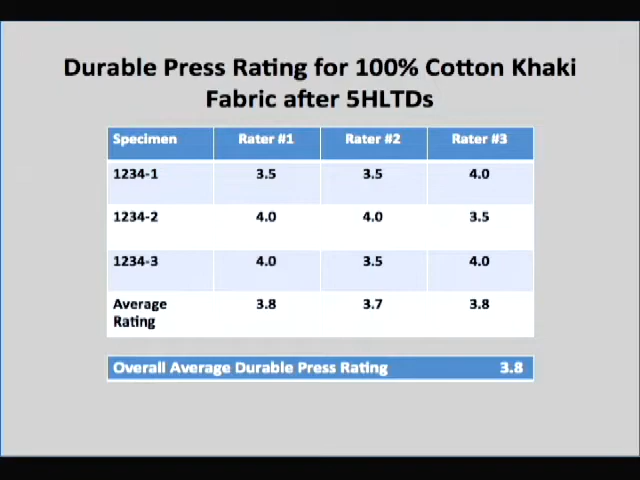 Durable Press Rating for 100% Cotton Khaki
Fabric after 5HLTDs
Specimen Rater #1 Rater #2 Rater #3
1234-1 3.5 3.5 4.0
1234-2 4.0 4.0 3.5
1234-3 4.0 3.5 4.0
Average Rating 3.8 3.7 3.8
Overall Average Durable Press Rating 3.8